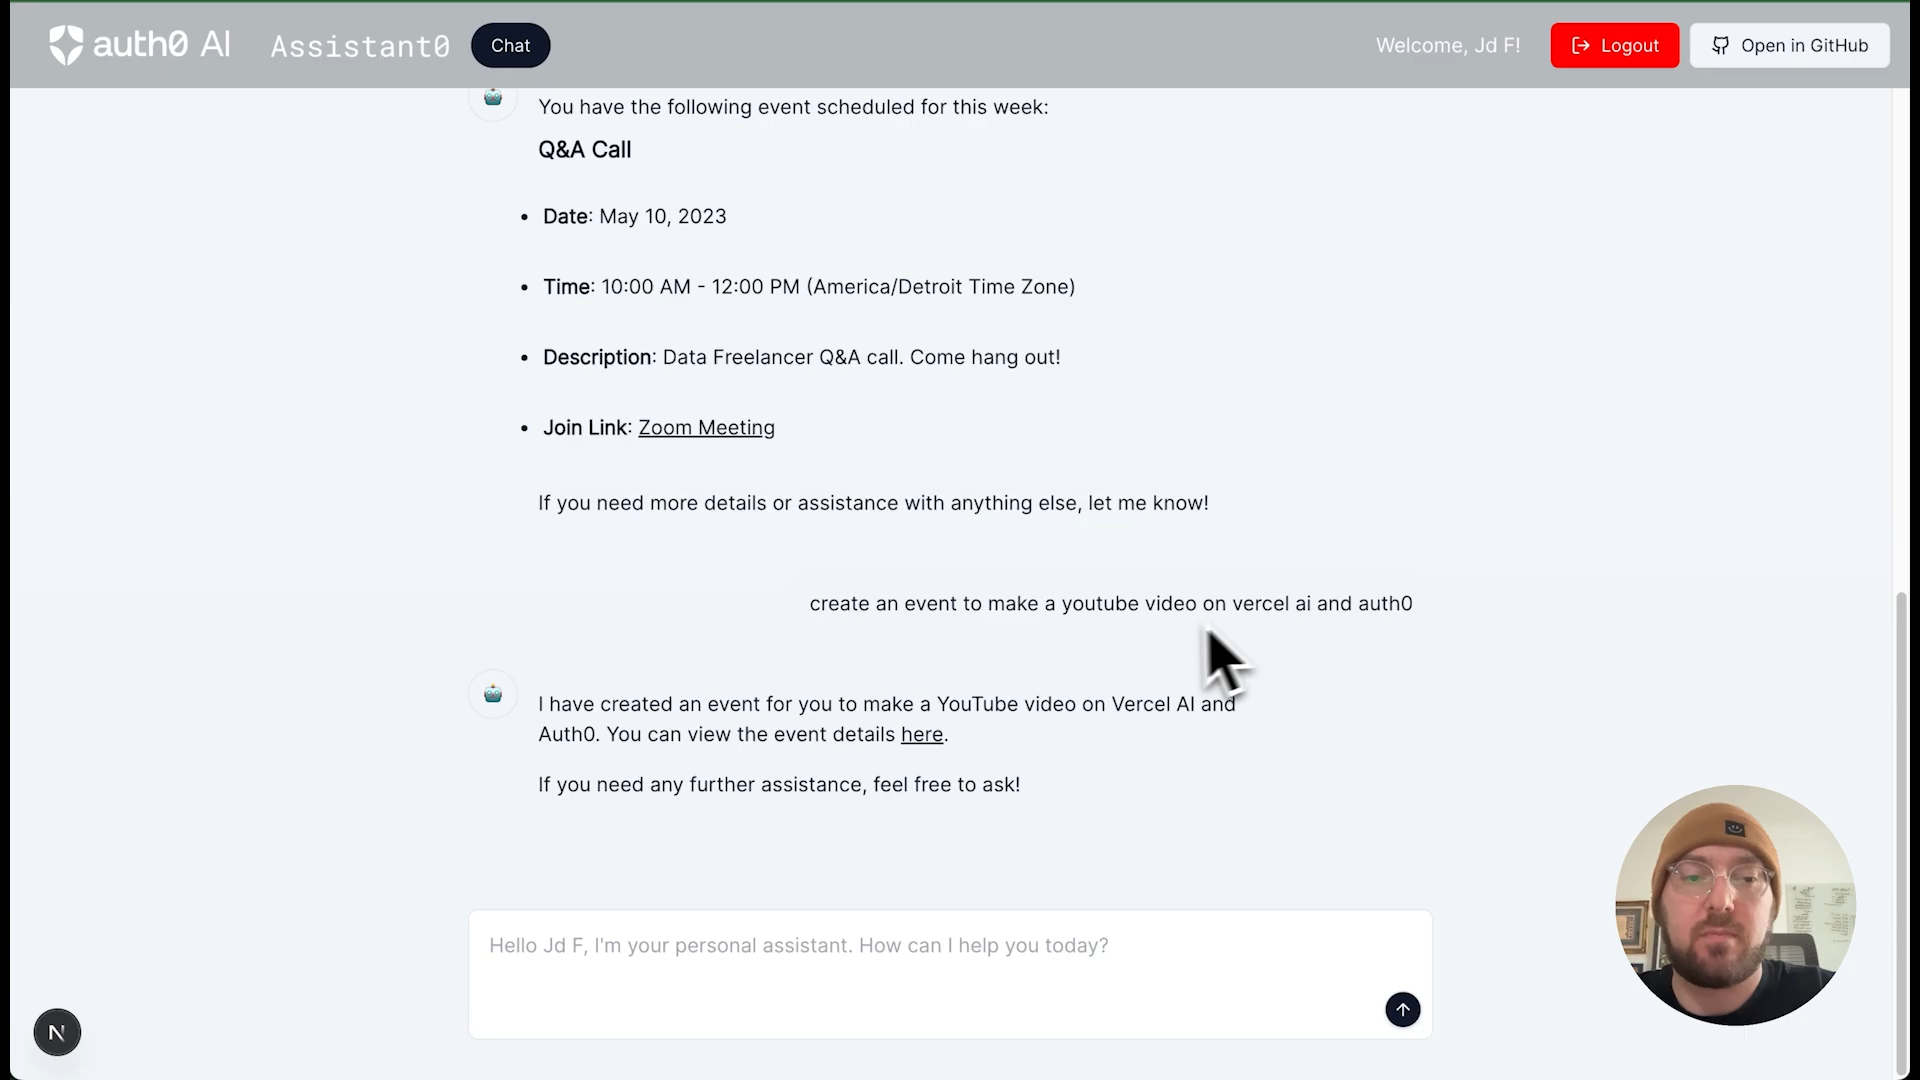 auth0 AI
Assistant0
Chat
Welcome, Jd F!
Logout
Open in GitHub
You have the following event scheduled for this week:
Q&A Call
• Date: May 10, 2023
• Time: 10:00 AM - 12:00 PM (America/Detroit Time Zone)
• Description: Data Freelancer Q&A call. Come hang out!
• Join Link: Zoom Meeting
If you need more details or assistance with anything else, let me know!
create an event to make a youtube video on vercel ai and auth0
I have created an event for you to make a YouTube video on Vercel AI and
Auth0. You can view the event details here.
If you need any further assistance, feel free to ask!
Hello Jd F, I'm your personal assistant. How can I help you today?
N